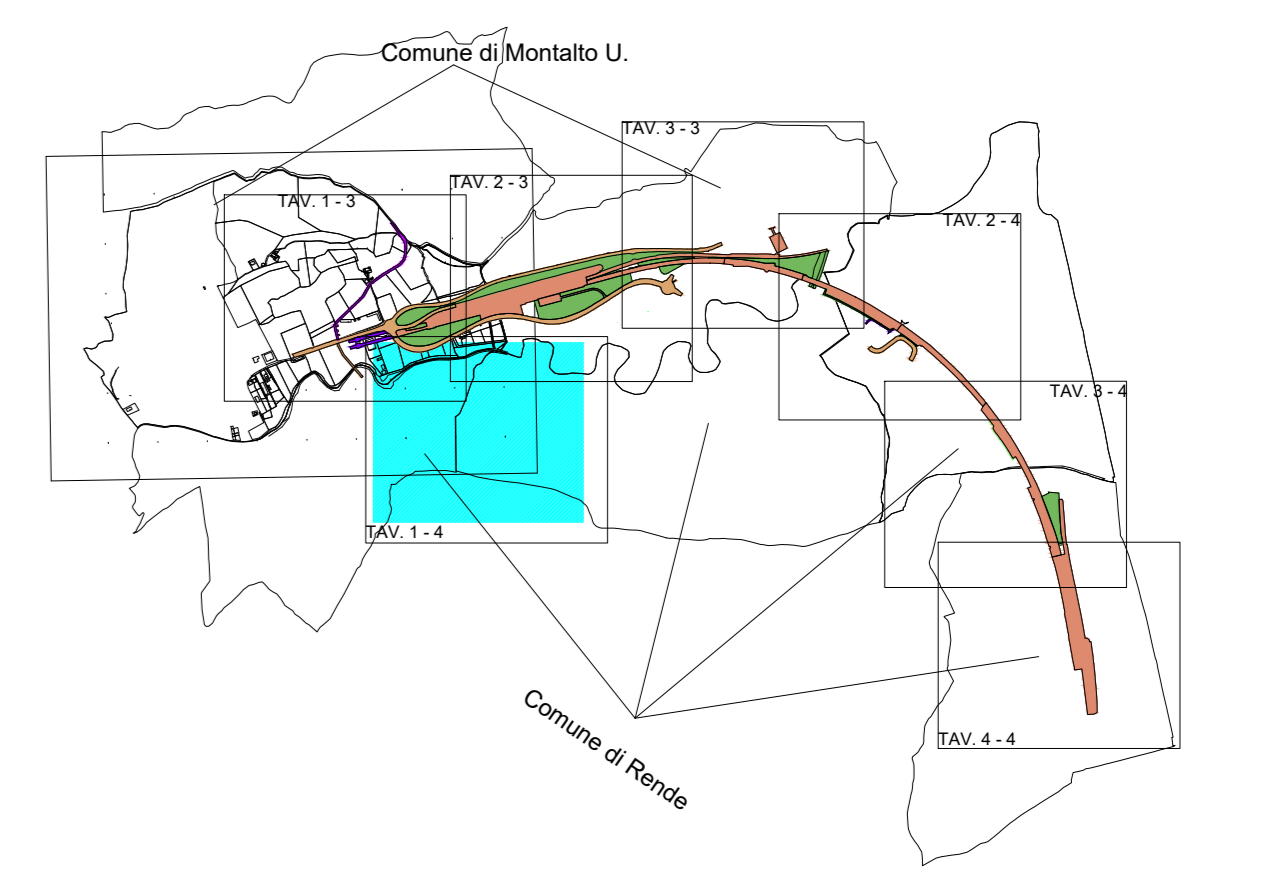 Comune di Montalto U.
TAV. 3 - 3
TAV. 2 - 3
TAV. 1 - 3
TAV. 2 - 4
TAV. 3 - 4
TAV. 1 - 4
Comune di Rende
TAV. 4 - 4